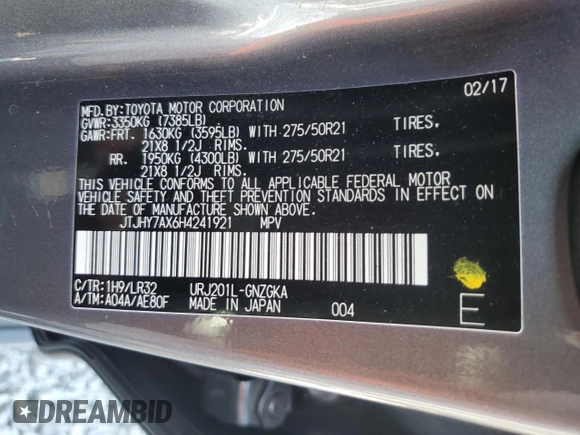 02/17
MFD.BY:TOYOTA MOTOR CORPORATION
GVWR:3350KG (7385LB)
GAWR:FRT. 1630KG (3595LB) WITH 275/50R21 TIRES,
21X8 1/2J RIMS.
RR. 1950KG (4300LB) WITH 275/50R21 TIRES,
21X8 1/2J RIMS.
THIS VEHICLE CONFORMS TO ALL APPLICABLE FEDERAL MOTOR
VEHICLE SAFETY AND THEFT PREVENTION STANDARDS IN EFFECT ON
THE DATE OF MANUFACTURE SHOWN ABOVE.
JTJHY7AX6H4241921 MPV
C/TR:1H9/LR32 URJ201L-GNZGKA
A/TM:A04A/AE80F MADE IN JAPAN 004
E
DREAMBID